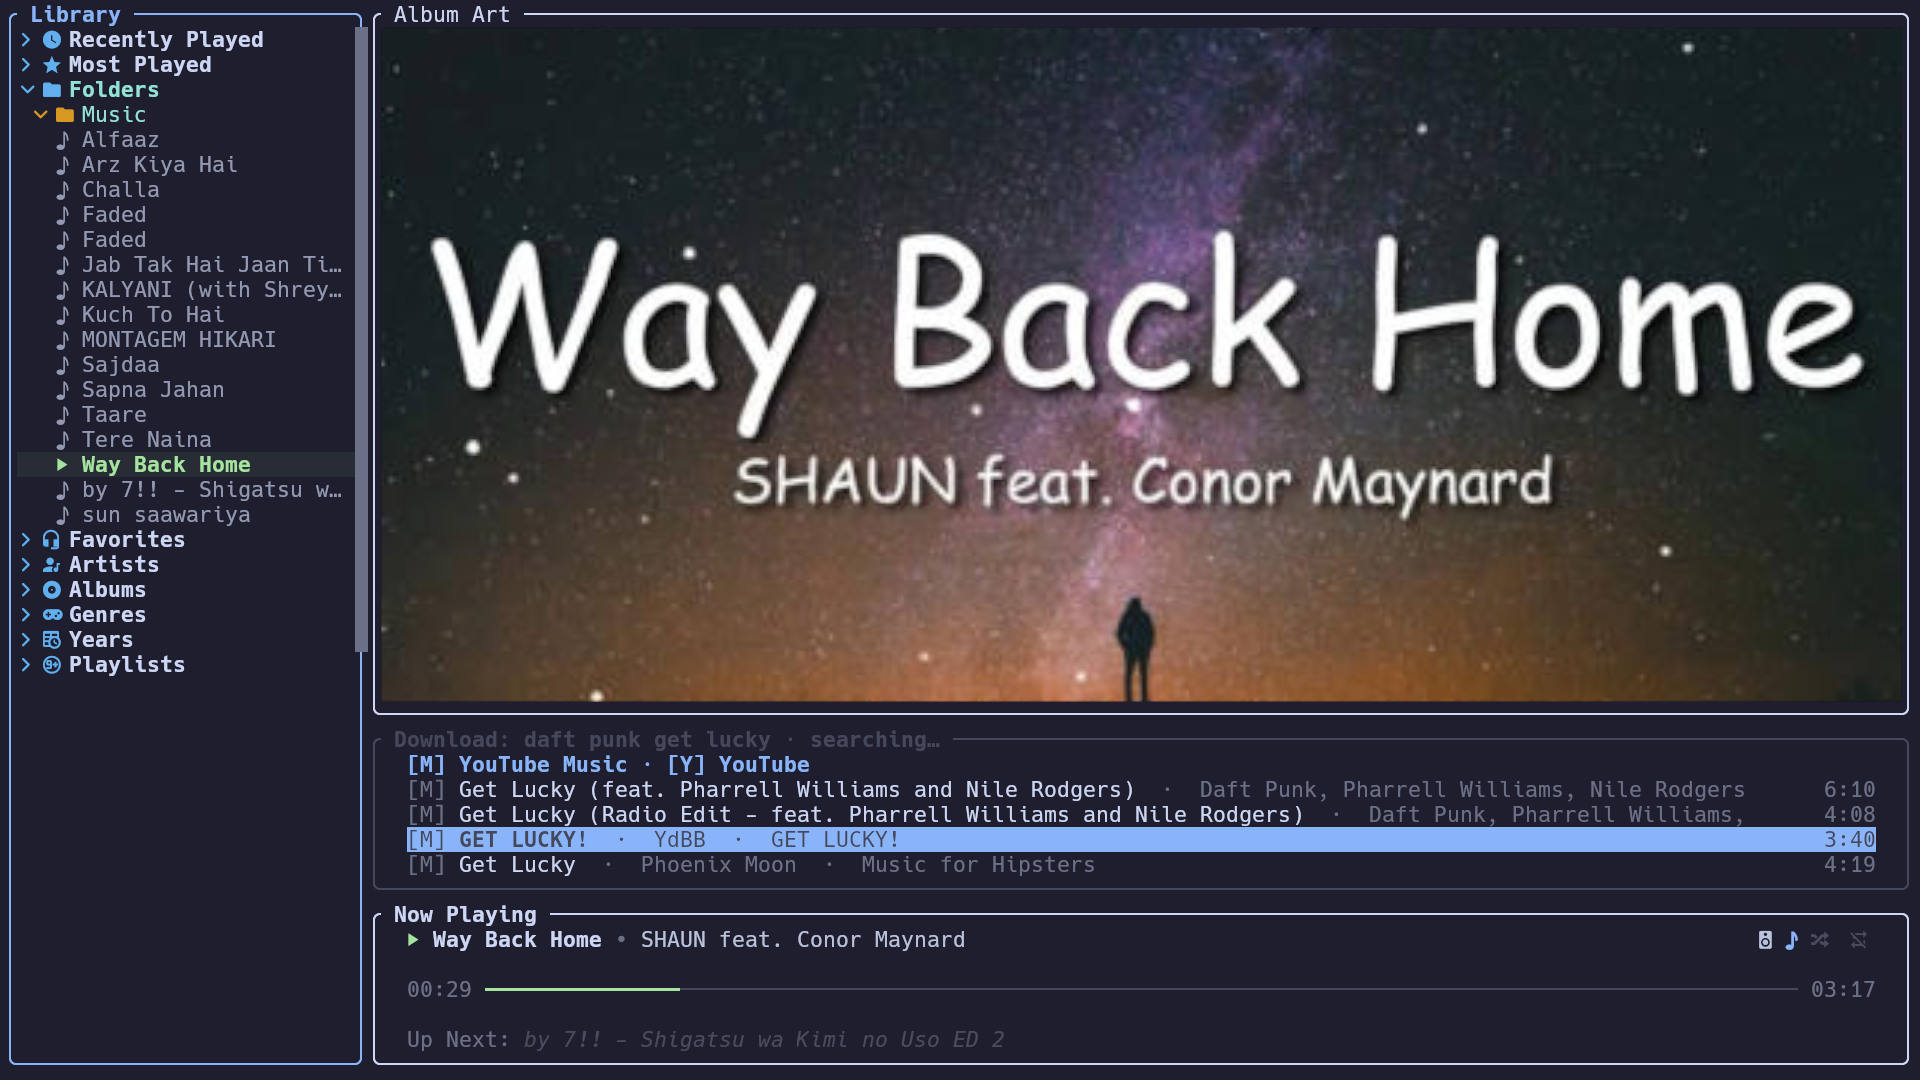 Library
Recently Played
Most Played
Folders
Music
Alfaaz
Arz Kiya Hai
Challa
Faded
Faded
Jab Tak Hai Jaan Ti…
KALYANI (with Shrey…
Kuch To Hai
MONTAGEM HIKARI
Sajdaa
Sapna Jahan
Taare
Tere Naina
Way Back Home
by 7!! – Shigatsu w…
sun saawariya
Favorites
Artists
Albums
Genres
Years
Playlists
Album Art
Way Back Home
SHAUN feat. Conor Maynard
Download: daft punk get lucky · searching…
[M] YouTube Music · [Y] YouTube
[M] Get Lucky (feat. Pharrell Williams and Nile Rodgers) · Daft Punk, Pharrell Williams, Nile Rodgers 6:10
[M] Get Lucky (Radio Edit – feat. Pharrell Williams and Nile Rodgers) · Daft Punk, Pharrell Williams, 4:08
[M] GET LUCKY! · YdBB · GET LUCKY! 3:40
[M] Get Lucky · Phoenix Moon · Music for Hipsters 4:19
Now Playing
Way Back Home • SHAUN feat. Conor Maynard
00:29 03:17
Up Next: by 7!! – Shigatsu wa Kimi no Uso ED 2